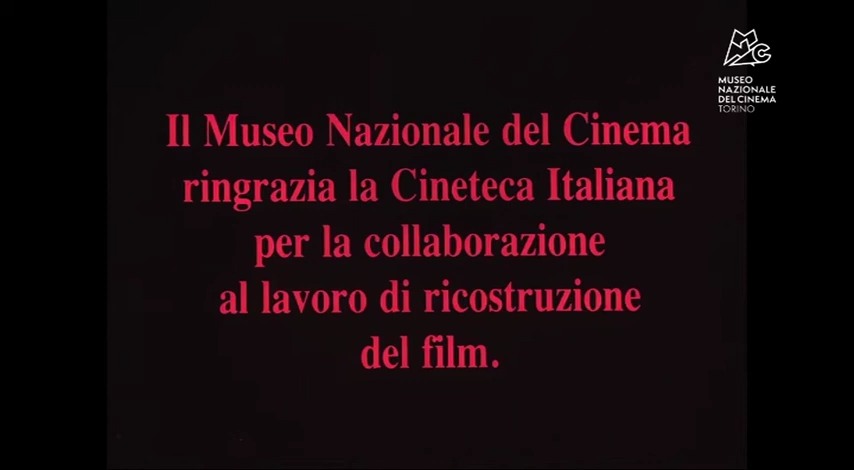 MUSEO
NAZIONALE
DEL CINEMA
TORINO
Il Museo Nazionale del Cinema
ringrazia la Cineteca Italiana
per la collaborazione
al lavoro di ricostruzione
del film.